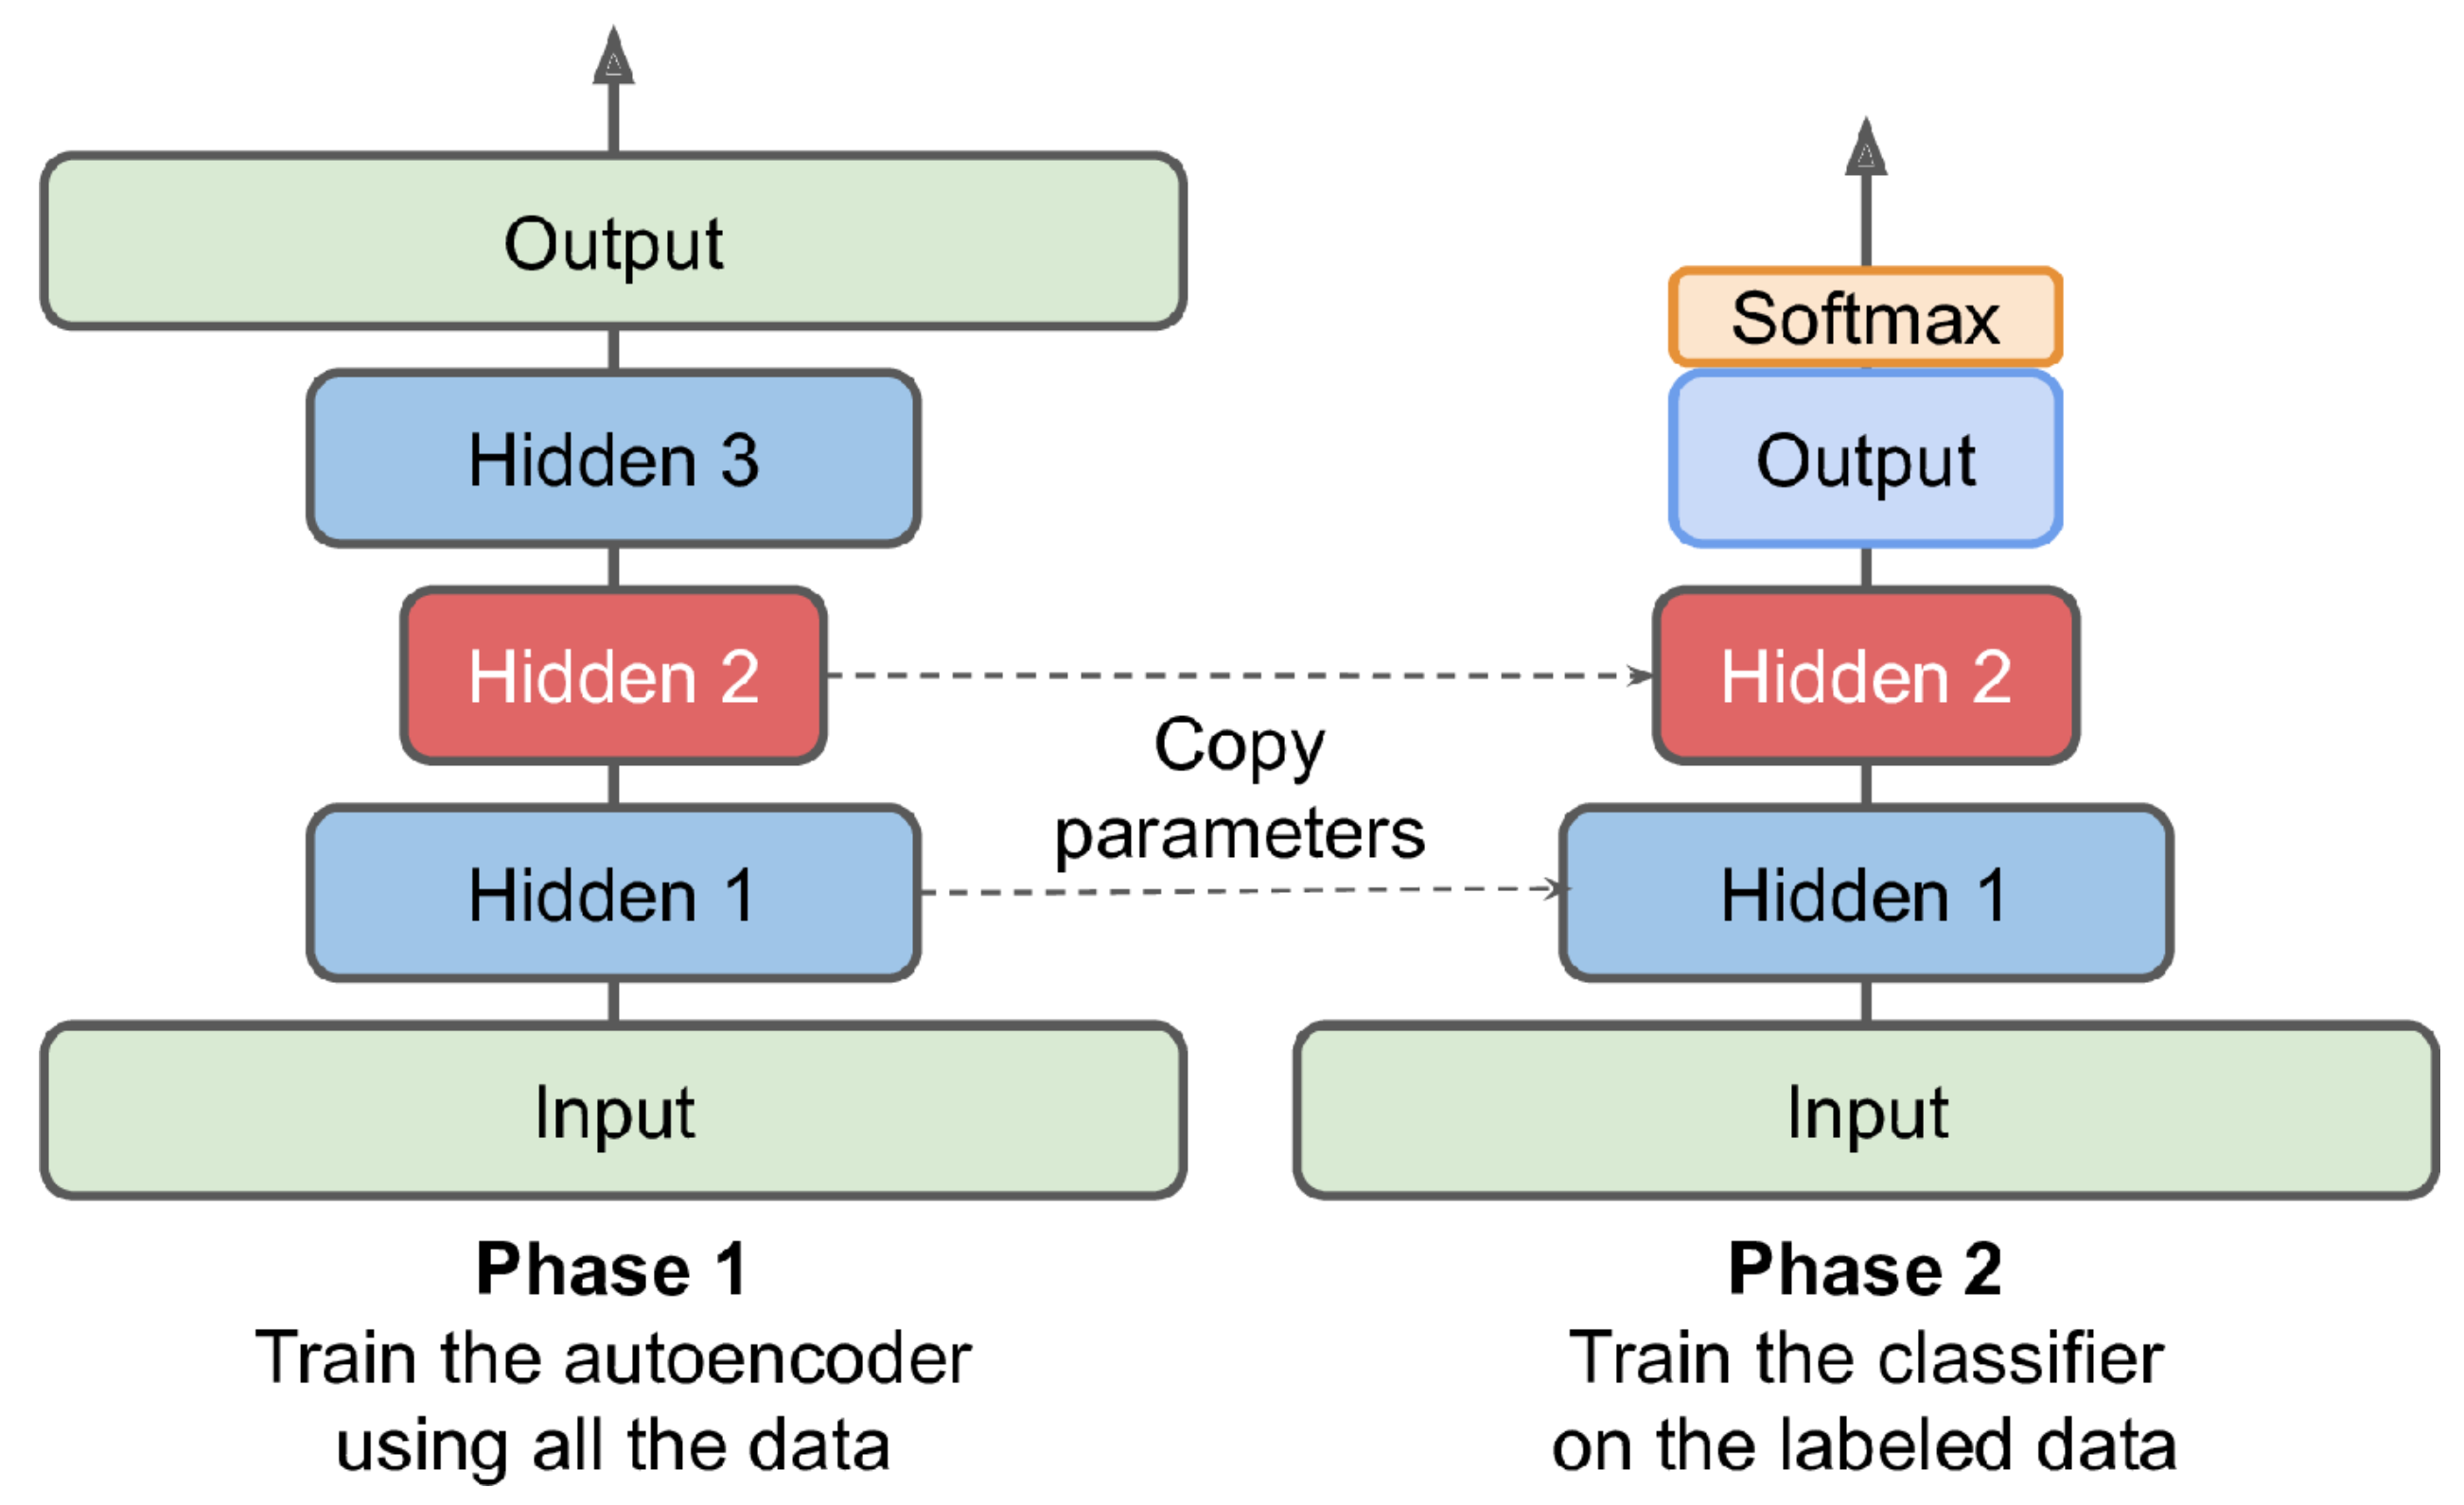 Output
Hidden 3
Hidden 2
Hidden 1
Input
Phase 1
Train the autoencoder
using all the data
Copy
parameters
Softmax
Output
Hidden 2
Hidden 1
Input
Phase 2
Train the classifier
on the labeled data